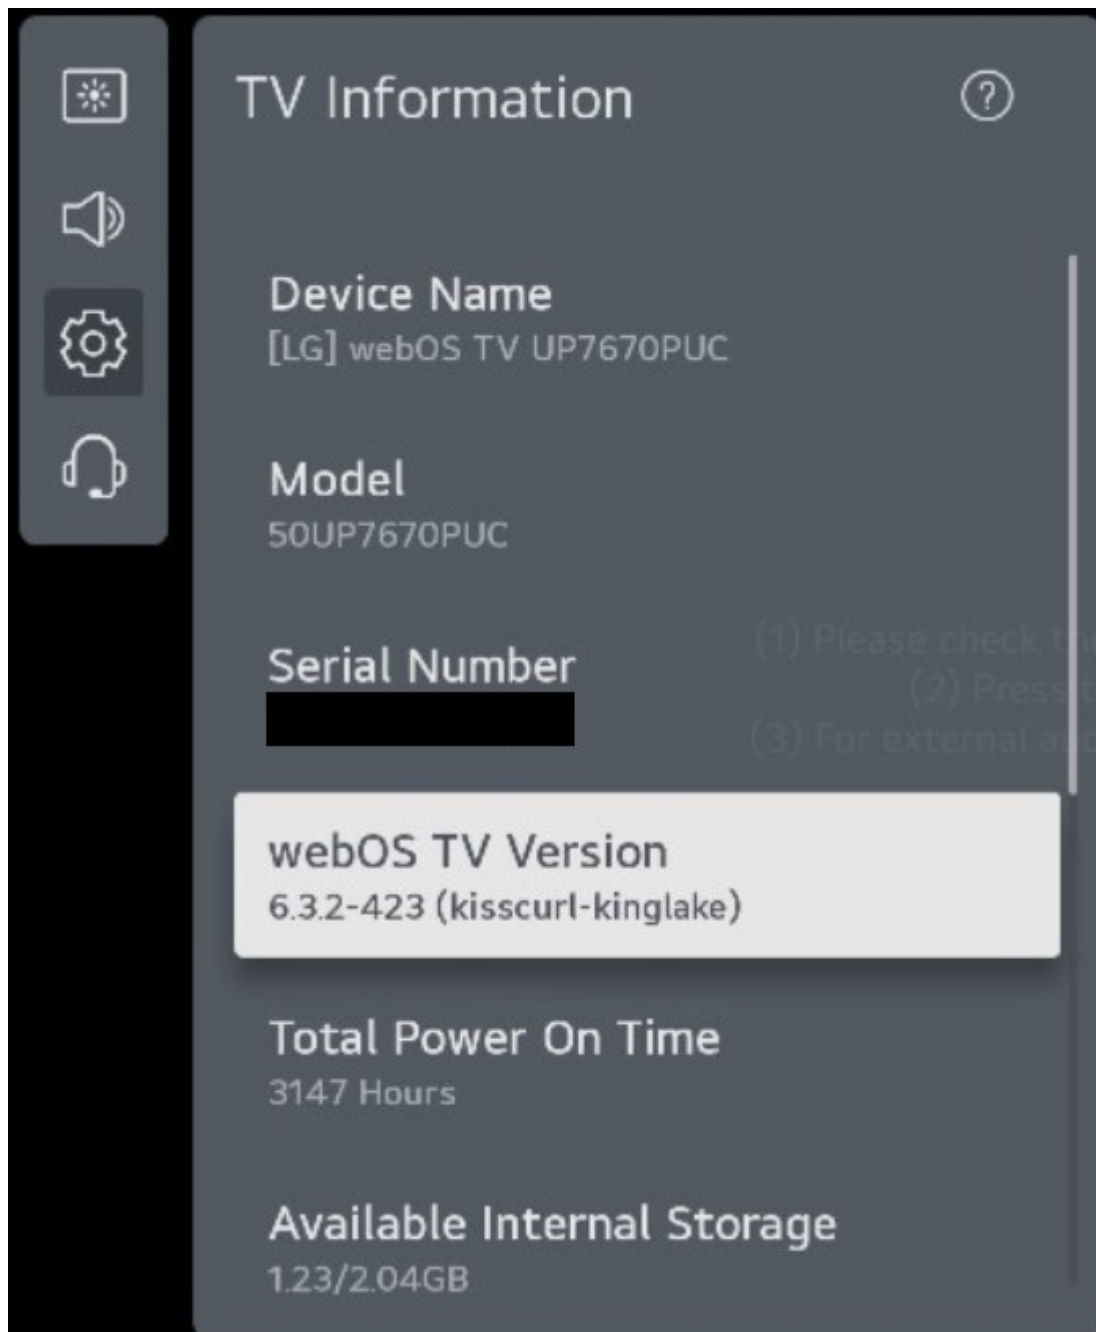 TV Information
?
Device Name
[LG] webOS TV UP7670PUC
Model
50UP7670PUC
Serial Number
(1) Please check the
(2) Press t
(3) For external aud
webOS TV Version
6.3.2-423 (kisscurl-kinglake)
Total Power On Time
3147 Hours
Available Internal Storage
1.23/2.04GB